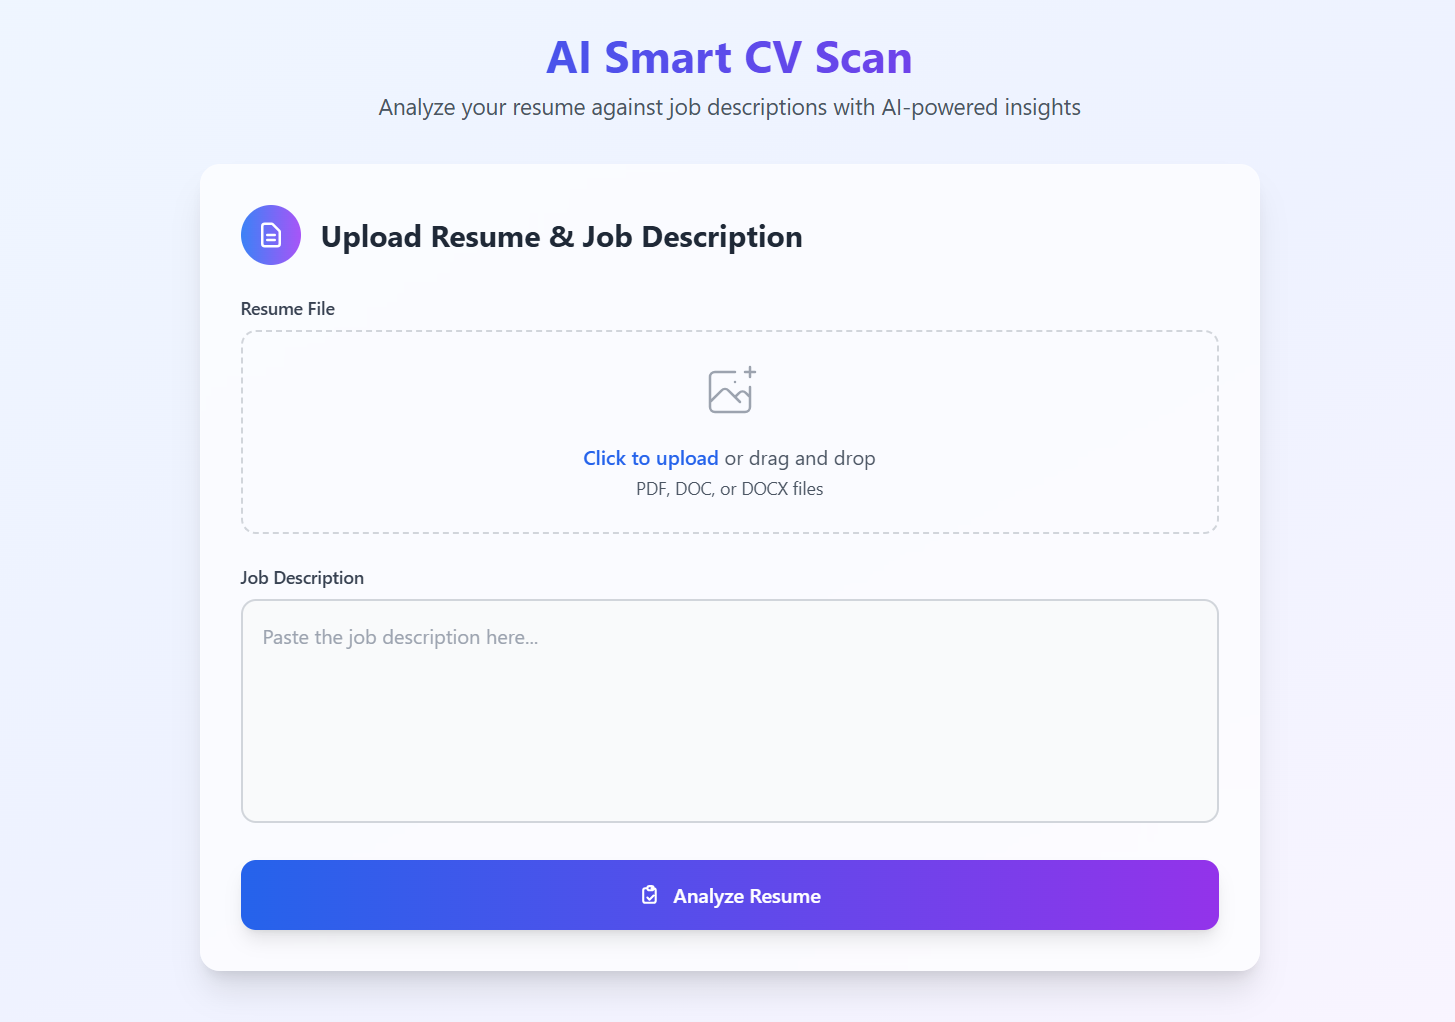 AI Smart CV Scan
Analyze your resume against job descriptions with AI-powered insights
Upload Resume & Job Description
Resume File
Click to upload or drag and drop
PDF, DOC, or DOCX files
Job Description
Paste the job description here...
Analyze Resume